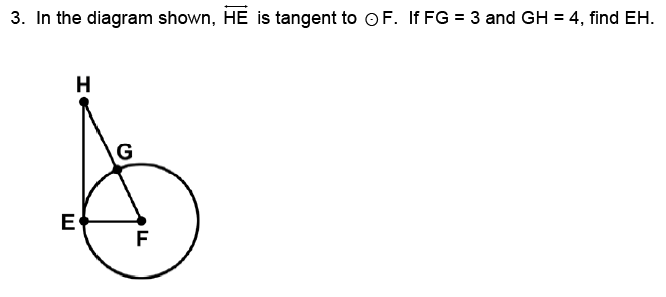 3. In the diagram shown, HE is tangent to ⊙F. If FG = 3 and GH = 4, find EH.
H
G
E
F